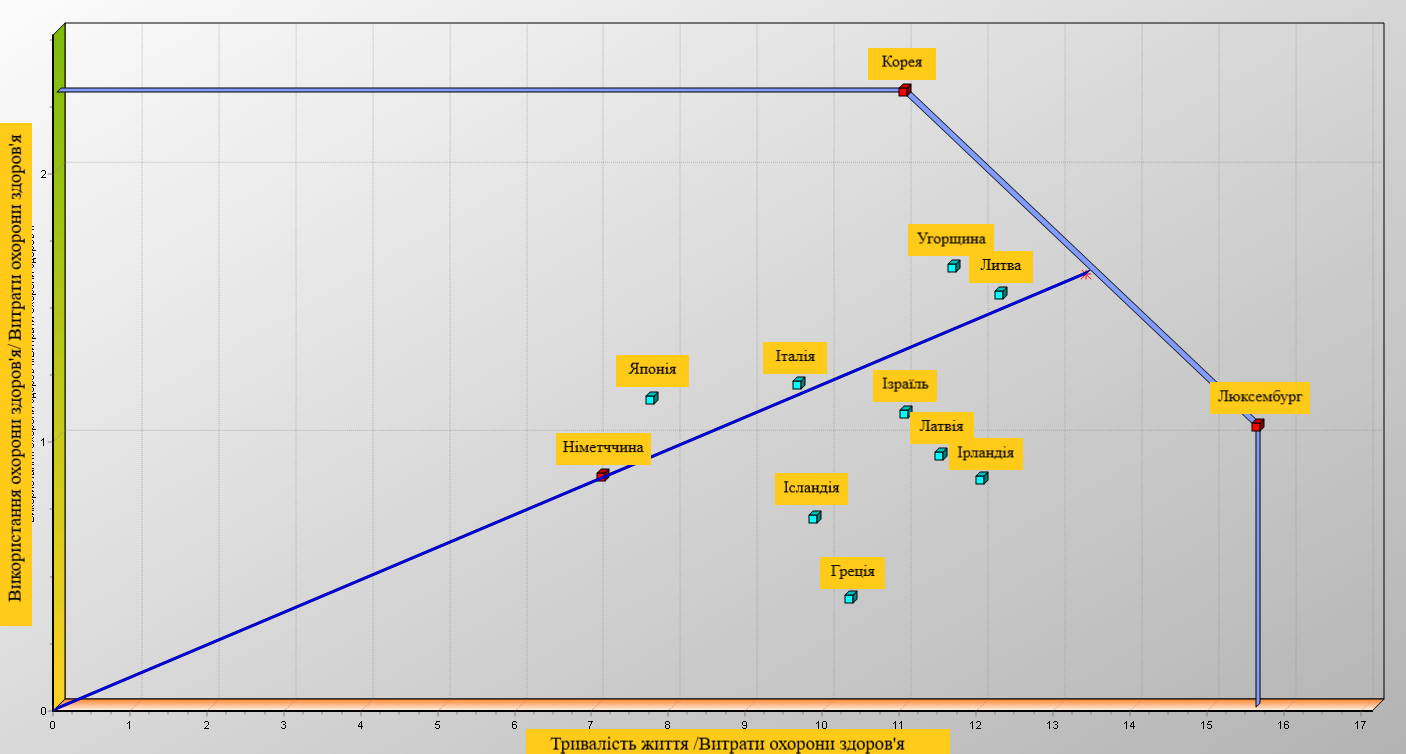 Корея
Угорщина
Литва
Італія
Японія
Ізраїль
Люксембург
Латвія
Німетччина
Ірландія
Ісландія
Греція
Використання охорони здоров'я/ Витрати охорони здоров'я
2
1
0
0 1 2 3 4 5 6 7 8 9 10 11 12 13 14 15 16 17
Тривалість життя /Витрати охорони здоров'я